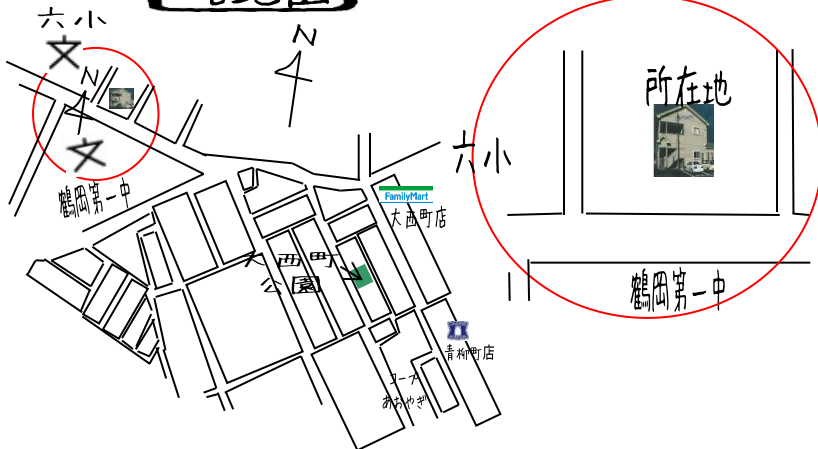 六小
文
N
N
文
鶴岡第一中
FamilyMart
大西町店
大西町
公園
青柳町店
コープ
あおやぎ
六小
所在地
鶴岡第一中